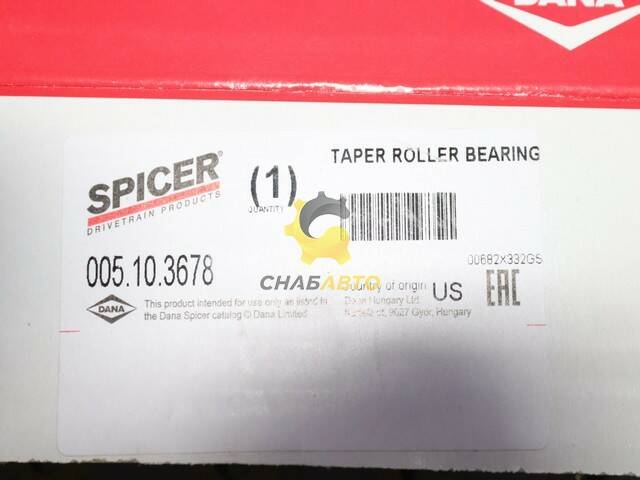 DANA
SPICER®
DRIVETRAIN PRODUCTS
(1)
QUANTITY
TAPER ROLLER BEARING
005.10.3678
00682X332G5
СНАБАВТО
DANA
This product intended for use only as listed in
the Dana Spicer catalog © Dana Limited
Country of origin US
Dana Hungary Ltd.
9027 Gyor, Hungary
EAC